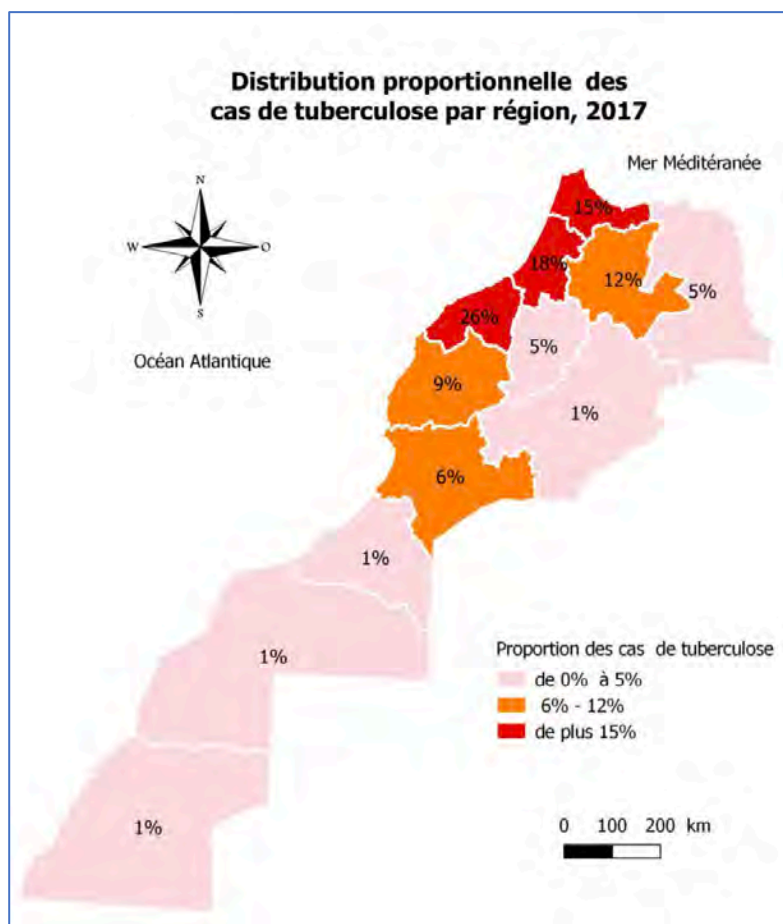 Distribution proportionnelle des
cas de tuberculose par région, 2017
Mer Méditéranée
N
W
O
S
Océan Atlantique
15%
18%
12%
5%
26%
5%
9%
1%
6%
1%
1%
1%
Proportion des cas de tuberculose
de 0% à 5%
6% - 12%
de plus 15%
0 100 200 km